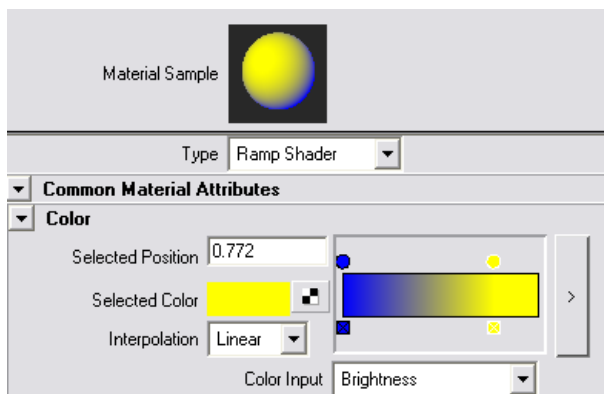 Material Sample
Type Ramp Shader
Common Material Attributes
Color
Selected Position 0.772
Selected Color
>
Interpolation Linear
Color Input Brightness